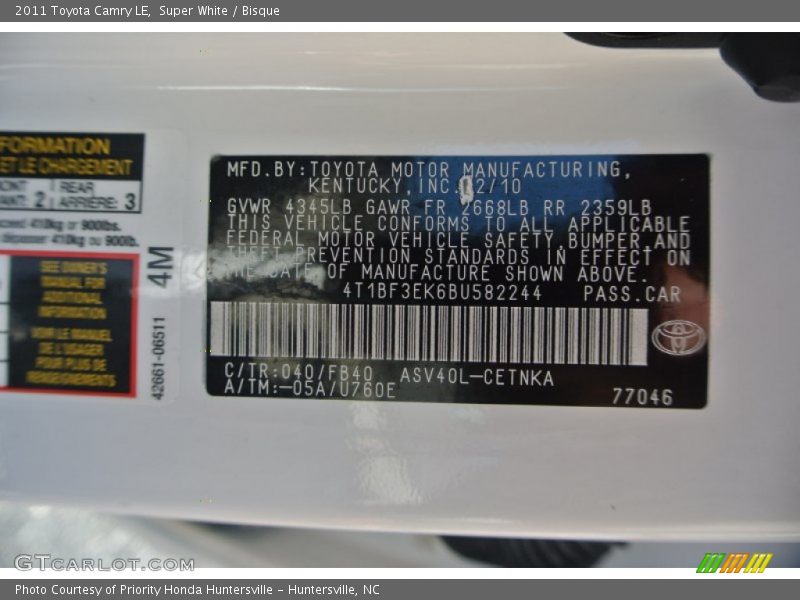 2011 Toyota Camry LE, Super White / Bisque
FORMATION
ET LE CHARGEMENT
2 REAR
ARRIÈRE: 3
410kg or 900lbs.
410kg ou 900lb.
SEE OWNER'S
MANUAL FOR
ADDITIONAL
INFORMATION
VOIR LE MANUEL
DE L'USAGER
POUR PLUS DE
RENSEIGNEMENTS
4M
42661-06511
MFD.BY:TOYOTA MOTOR MANUFACTURING,
KENTUCKY,INC. 2/10
GVWR 4345LB GAWR FR 2668LB RR 2359LB
THIS VEHICLE CONFORMS TO ALL APPLICABLE
FEDERAL MOTOR VEHICLE SAFETY,BUMPER,AND
THEFT PREVENTION STANDARDS IN EFFECT ON
THE DATE OF MANUFACTURE SHOWN ABOVE.
4T1BF3EK6BU582244 PASS.CAR
C/TR:040/FB40 ASV40L-CETNKA
A/TM:-05A/U760E
77046
GTcarlot.com
Photo Courtesy of Priority Honda Huntersville - Huntersville, NC